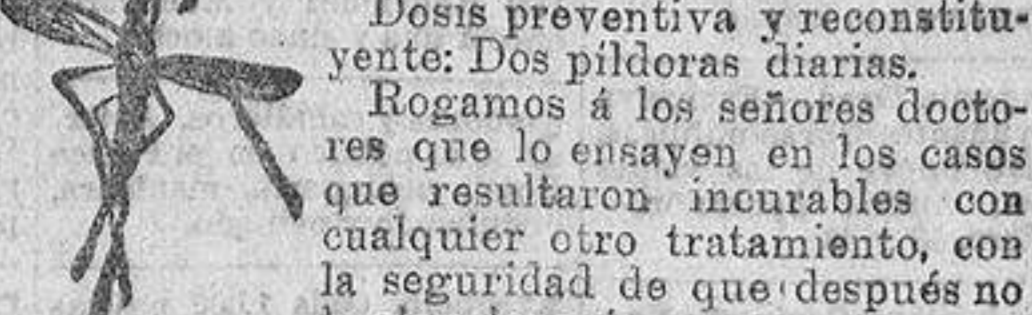 Dosis preventiva y reconstitu-
yente: Dos píldoras diarias.
Rogamos á los señores docto-
res que lo ensayen en los casos
que resultaron incurables con
cualquier otro tratamiento, con
la seguridad de que después no